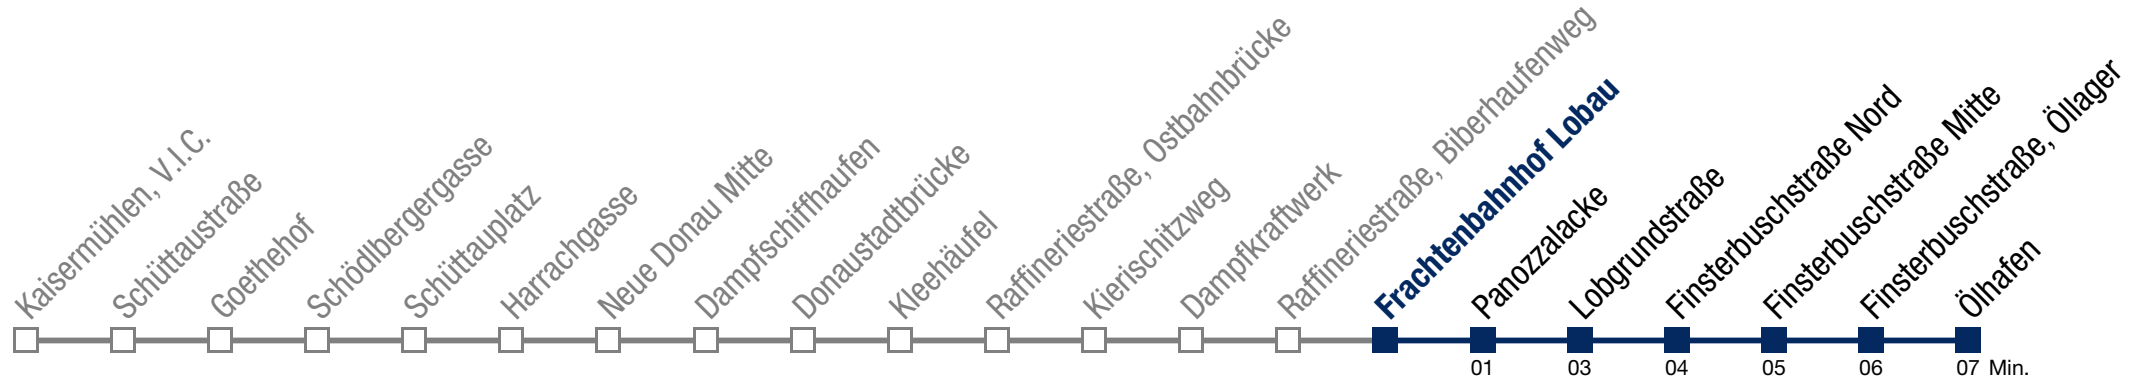 Kaisermühlen, V.I.C.
Schüttaustraße
Goethehof
Schödlbergergasse
Schüttauplatz
Harrachgasse
Neue Donau Mitte
Dampfschiffhaufen
Donaustadtbrücke
Kleehäufel
Raffineriestraße, Ostbahnbrücke
Kierischitzweg
Dampfkraftwerk
Raffineriestraße, Biberhaufenweg
Frachtenbahnhof Lobau
Panozzalacke
Lobgrundstraße
Finsterbuschstraße Nord
Finsterbuschstraße Mitte
Finsterbuschstraße, Öllager
Ölhafen
01 03 04 05 06 07 Min.